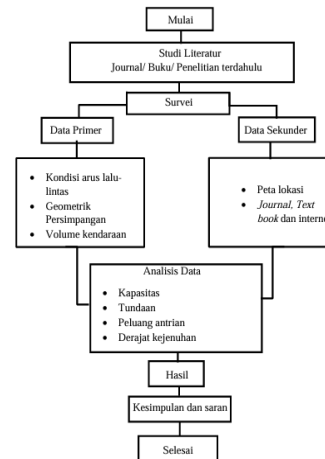 Mulai
Studi Literatur
Journal/ Buku/ Penelitian terdahulu
Survei
Data Primer
Data Sekunder
• Kondisi arus lalu-
lintas
• Geometrik
Persimpangan
• Volume kendaraan
• Peta lokasi
• Journal, Text
book dan interne
Analisis Data
• Kapasitas
• Tundaan
• Peluang antrian
• Derajat kejenuhan
Hasil
Kesimpulan dan saran
Selesai